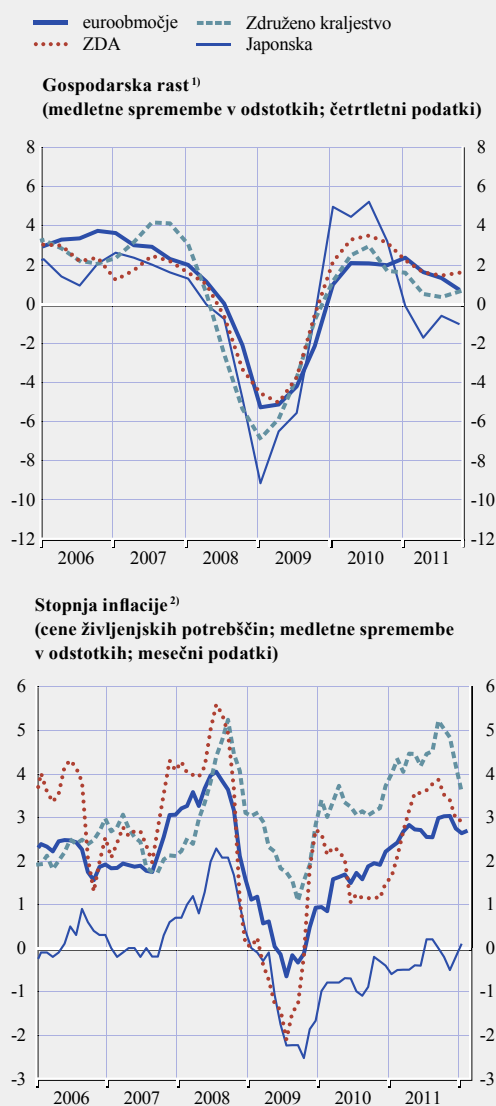 euroobmočje Združeno kraljestvo
ZDA Japonska
Gospodarska rast 1)
(medletne spremembe v odstotkih; četrtletni podatki)
8 8
6 6
4 4
2 2
0 0
-2 -2
-4 -4
-6 -6
-8 -8
-10 -10
-12 -12
2006 2007 2008 2009 2010 2011
Stopnja inflacije 2)
(cene življenjskih potrebščin; medletne spremembe
v odstotkih; mesečni podatki)
6 6
5 5
4 4
3 3
2 2
1 1
0 0
-1 -1
-2 -2
-3 -3
2006 2007 2008 2009 2010 2011